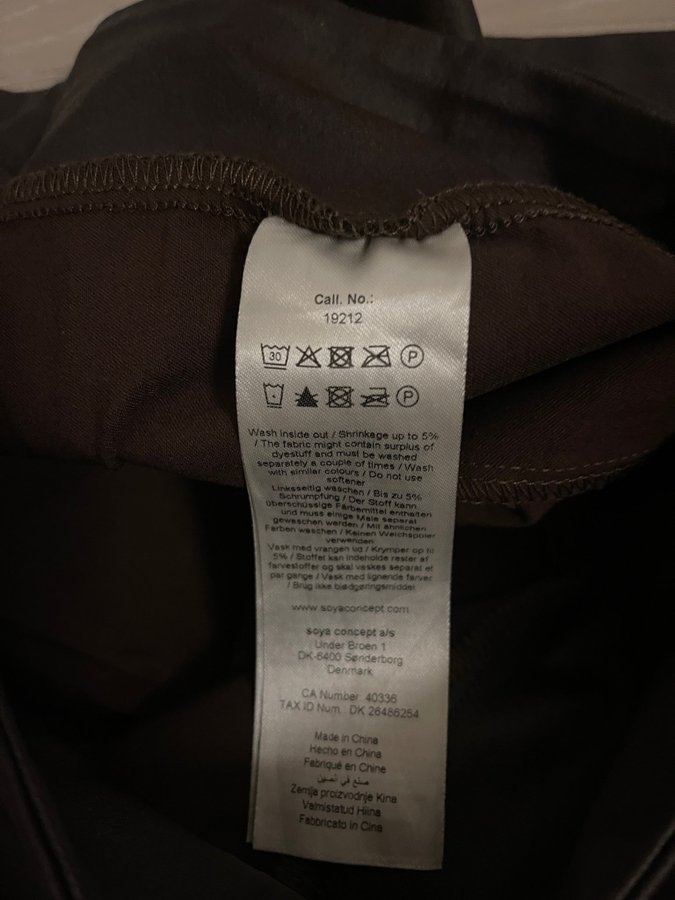 Call. No.:
19212
30
P
P
Wash inside out / Shrinkage up to 5%
/ The fabric might contain surplus of
dyestuff and must be washed
separately a couple of times / Wash
with similar colours / Do not use
softener
Linksseitig waschen / Bis zu 5%
Schrumpfung / Der Stoff kann
überschüssige Färbemittel enthalten
und muss einige Male separat
gewaschen werden / Mit ähnlichen
Farben waschen / Keinen Weichspüler
verwenden
Vask med vrangen ud / Krymper op til
5% / Stoffet kan indeholde rester af
farvestoffer og skal vaskes separat et
par gange / Vask med lignende farver
/ Brug ikke blødgøringsmiddel
www.soyaconcept.com
soya concept a/s
Under Broen 1
DK-6400 Sønderborg
Denmark
CA Number 40336
TAX ID Num. DK 26486254
Made in China
Hecho en China
Fabriqué en Chine
صنع في الصين
Zemlja proizvodnje Kina
Valmistatud Hiina
Fabbricato in Cina